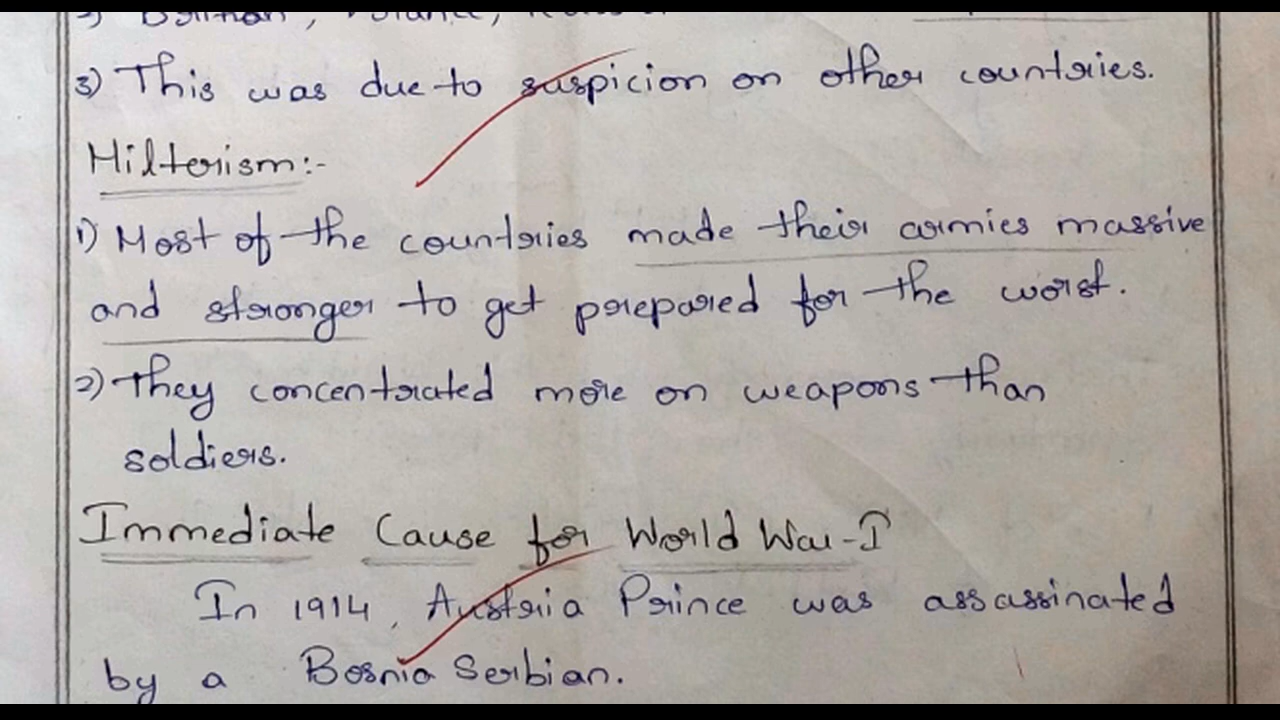 3) This was due to suspicion on other countries.
Milterism:-
1) Most of the countries made their armies massive
and stronger to get prepared for the worst.
2) They concentrated more on weapons than
soldiers.
Immediate Cause for World War-I
In 1914, Austria Prince was assassinated
by a Bosnia Serbian.